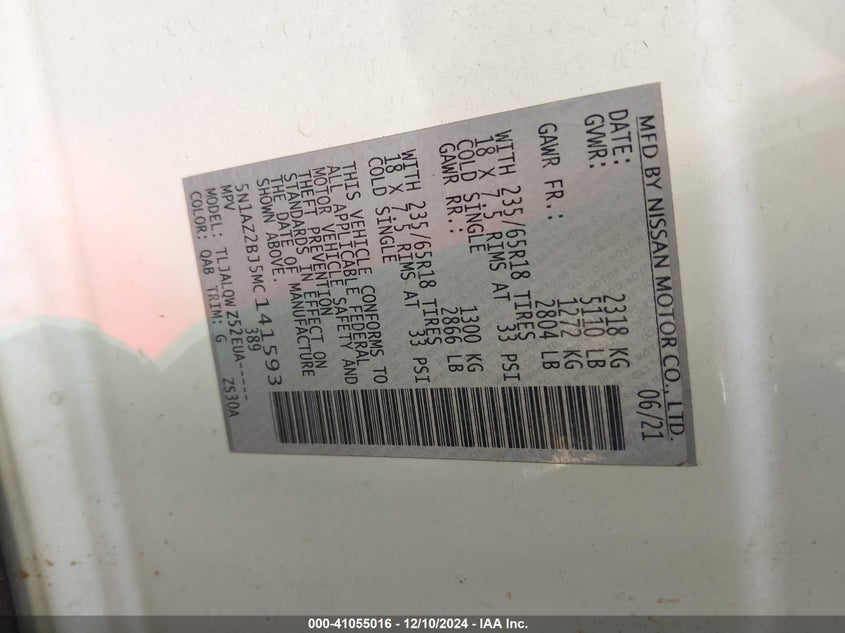 MFD BY NISSAN MOTOR CO., LTD.
DATE: 06/21
GVWR: 2318 KG
5110 LB
GAWR FR.: 1272 KG
2804 LB
WITH 235/65R18 TIRES
18 X 7.5 RIMS AT 33 PSI
COLD SINGLE
GAWR RR.: 1300 KG
2866 LB
WITH 235/65R18 TIRES
18 X 7.5 RIMS AT 33 PSI
COLD SINGLE
THIS VEHICLE CONFORMS TO
ALL APPLICABLE FEDERAL
MOTOR VEHICLE SAFETY AND
THEFT PREVENTION
STANDARDS IN EFFECT ON
THE DATE OF MANUFACTURE
SHOWN ABOVE.
5N1AZ2BJ5MC141593
MPV 389
MODEL: TLJALQWZ52EUA-----
COLOR: QAB TRIM: G ZS30A
000-41055016 - 12/10/2024 - IAA Inc.